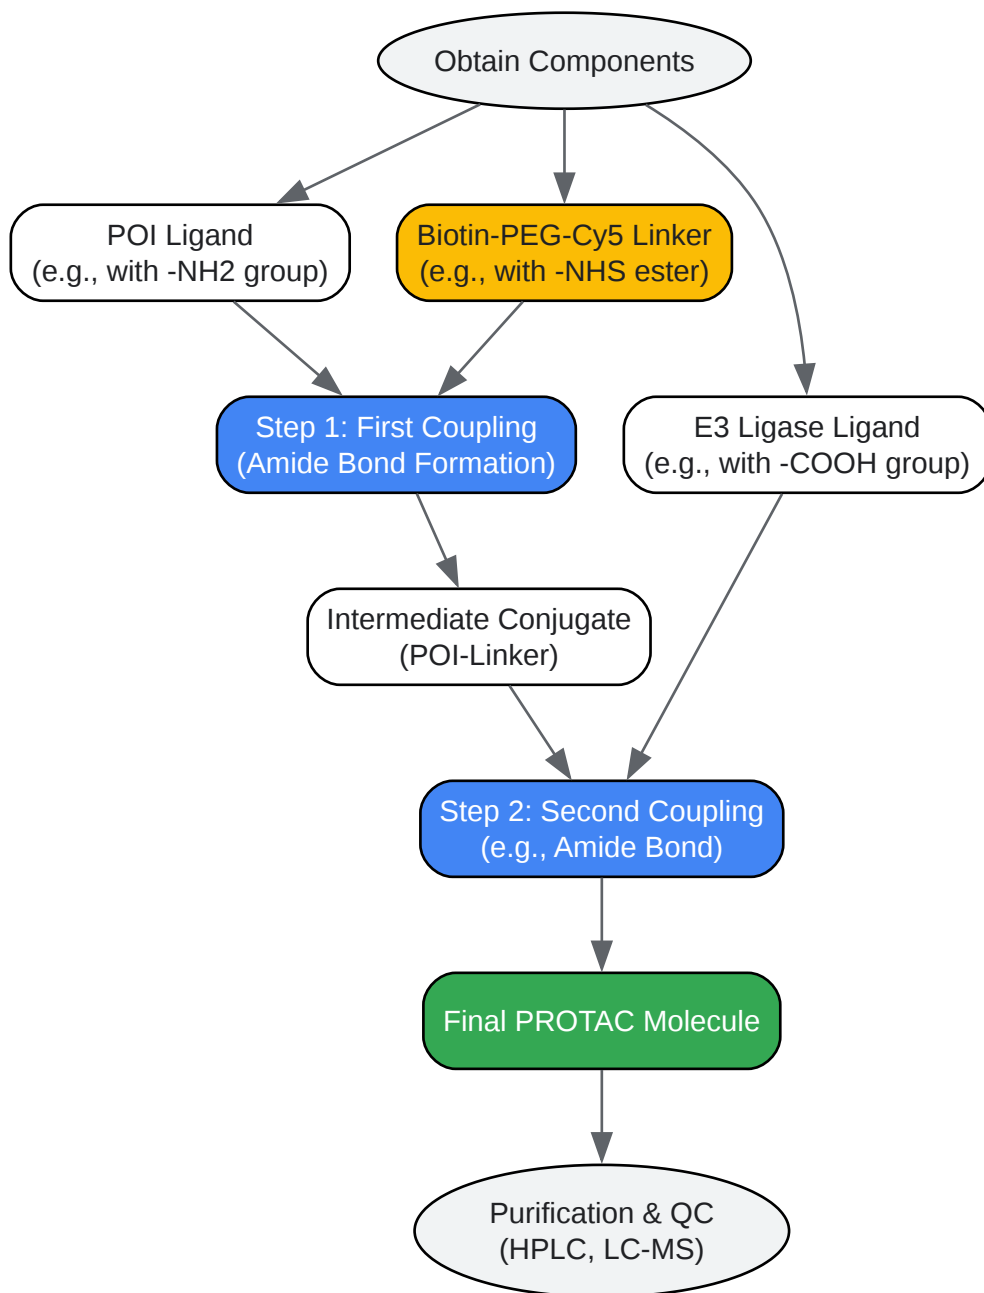 Obtain Components
POI Ligand
(e.g., with -NH2 group)
Biotin-PEG-Cy5 Linker
(e.g., with -NHS ester)
Step 1: First Coupling
(Amide Bond Formation)
E3 Ligase Ligand
(e.g., with -COOH group)
Intermediate Conjugate
(POI-Linker)
Step 2: Second Coupling
(e.g., Amide Bond)
Final PROTAC Molecule
Purification & QC
(HPLC, LC-MS)